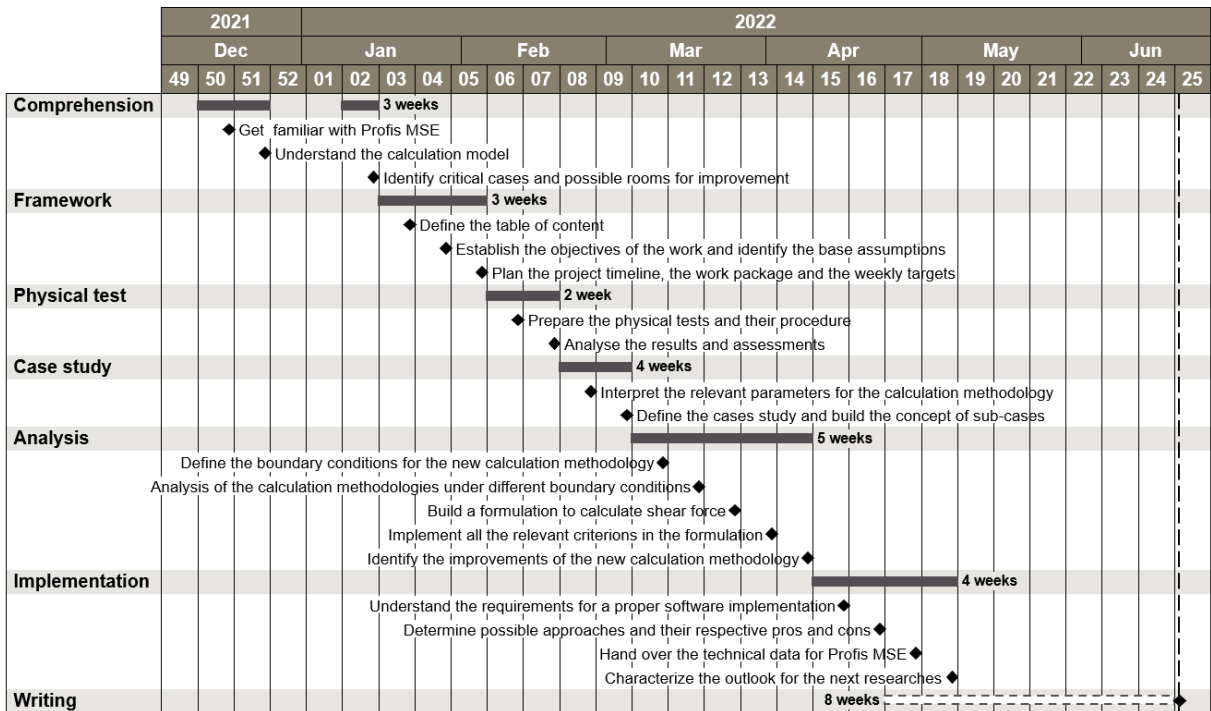 2021 2022
Dec Jan Feb Mar Apr May Jun
49 50 51 52 01 02 03 04 05 06 07 08 09 10 11 12 13 14 15 16 17 18 19 20 21 22 23 24 25
Comprehension 3 weeks
Get familiar with Profis MSE
Understand the calculation model
Identify critical cases and possible rooms for improvement
Framework 3 weeks
Define the table of content
Establish the objectives of the work and identify the base assumptions
Plan the project timeline, the work package and the weekly targets
Physical test 2 week
Prepare the physical tests and their procedure
Analyse the results and assessments
Case study 4 weeks
Interpret the relevant parameters for the calculation methodology
Define the cases study and build the concept of sub-cases
Analysis 5 weeks
Define the boundary conditions for the new calculation methodology
Analysis of the calculation methodologies under different boundary conditions
Build a formulation to calculate shear force
Implement all the relevant criterions in the formulation
Identify the improvements of the new calculation methodology
Implementation 4 weeks
Understand the requirements for a proper software implementation
Determine possible approaches and their respective pros and cons
Hand over the technical data for Profis MSE
Characterize the outlook for the next researches
Writing 8 weeks